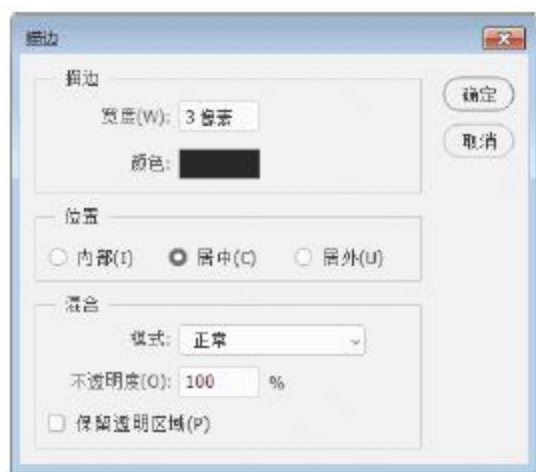 描边
描边
确定
宽度(W): 3 像素
取消
颜色:
位置
内部(I) 居中(C) 居外(U)
混合
模式: 正常
不透明度(O): 100 %
保留透明区域(P)